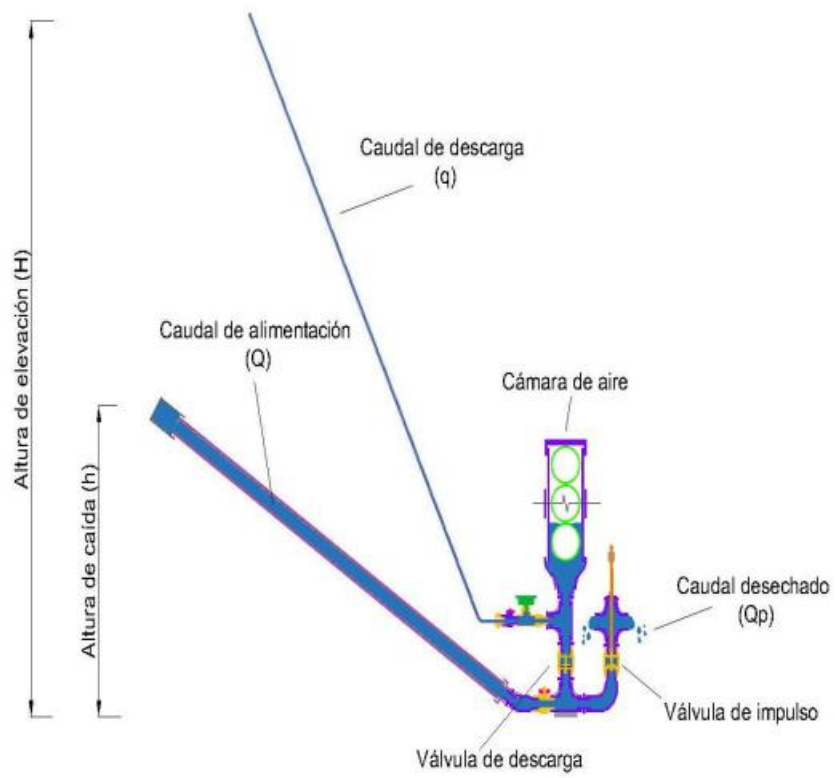 Caudal de descarga
(q)
Altura de elevación (H)
Caudal de alimentación
(Q)
Cámara de aire
Altura de caída (h)
Caudal desechado
(Qp)
Válvula de impulso
Válvula de descarga